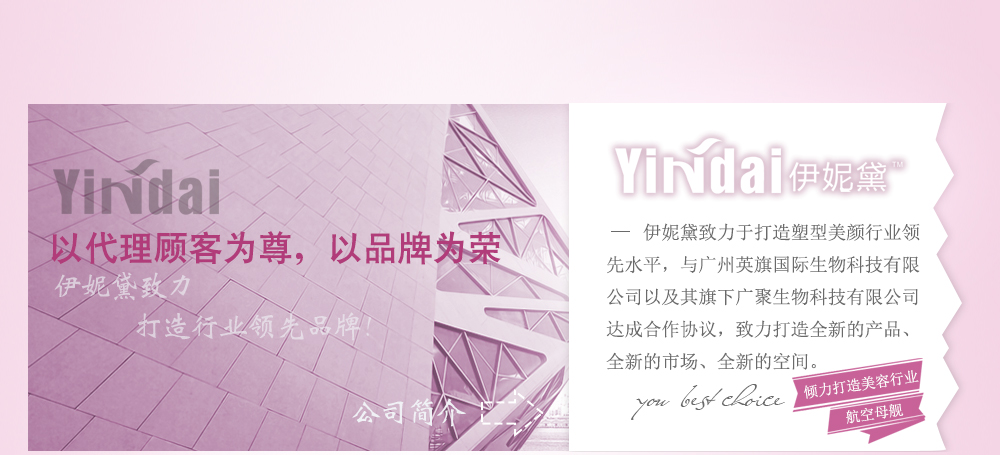 Yindai
以代理顾客为尊，以品牌为荣
伊妮黛致力
打造行业领先品牌！
公司简介
Yindai伊妮黛™
— 伊妮黛致力于打造塑型美颜行业领
先水平，与广州英旗国际生物科技有限
公司以及其旗下广聚生物科技有限公司
达成合作协议，致力打造全新的产品、
全新的市场、全新的空间。
you best choice
倾力打造美容行业
航空母舰